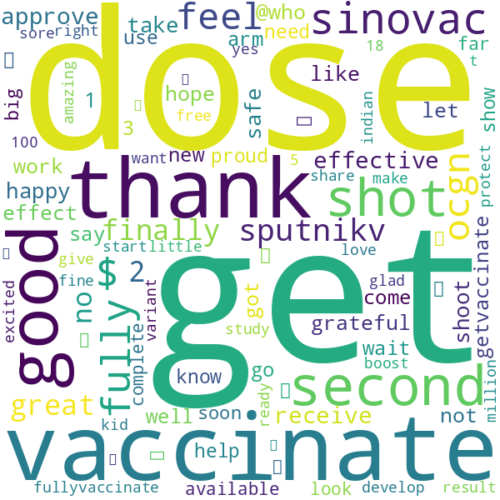 approve
sore
right
take
use
feel
@who
need
sinovac
arm
yes
like
18
far
t
big
amazing
dose
1
3
hope
free
safe
let
indian
show
100
work
want
new
proud
5
effective
protect
happy
thank
share
make
shot
ocgn
effect
finally
say
sputnikv
start
little
love
good
fully
$
2
no
give
fine
variant
got
study
get
glad
come
shoot
getvaccinate
excited
complete
grateful
know
go
wait
boost
million
great
well
soon
ready
second
receive
not
kid
help
vaccinate
fullyvaccinate
available
look
develop
result